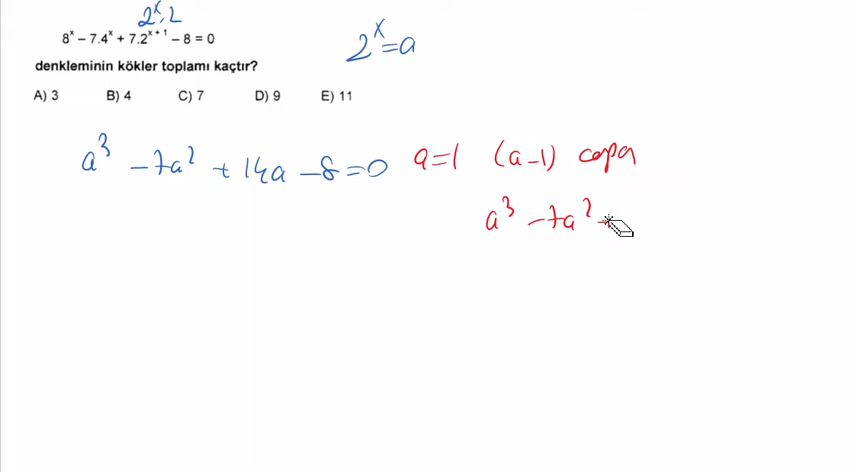 2ˣ.2
8ˣ – 7.4ˣ + 7.2ˣ⁺¹ – 8 = 0
2ˣ = a
denkleminin kökler toplamı kaçtır?
A) 3 B) 4 C) 7 D) 9 E) 11
a³ – 7a² + 14a – 8 = 0 a = 1 (a – 1) çarpa
a³ – 7a²